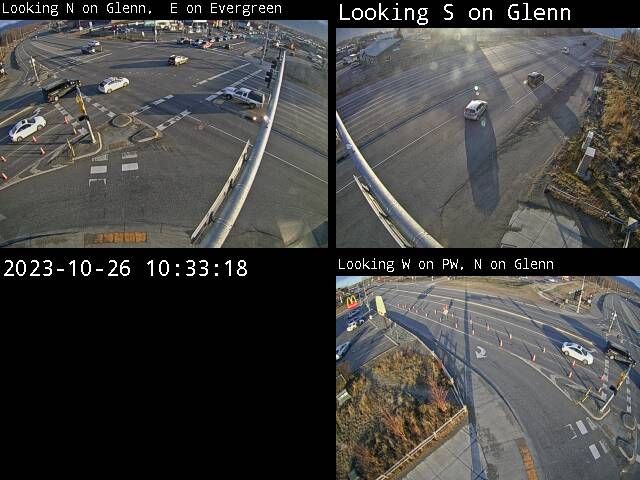 Looking N on Glenn,  E on Evergreen
Looking S on Glenn
2023-10-26 10:33:18
Looking W on PW, N on Glenn